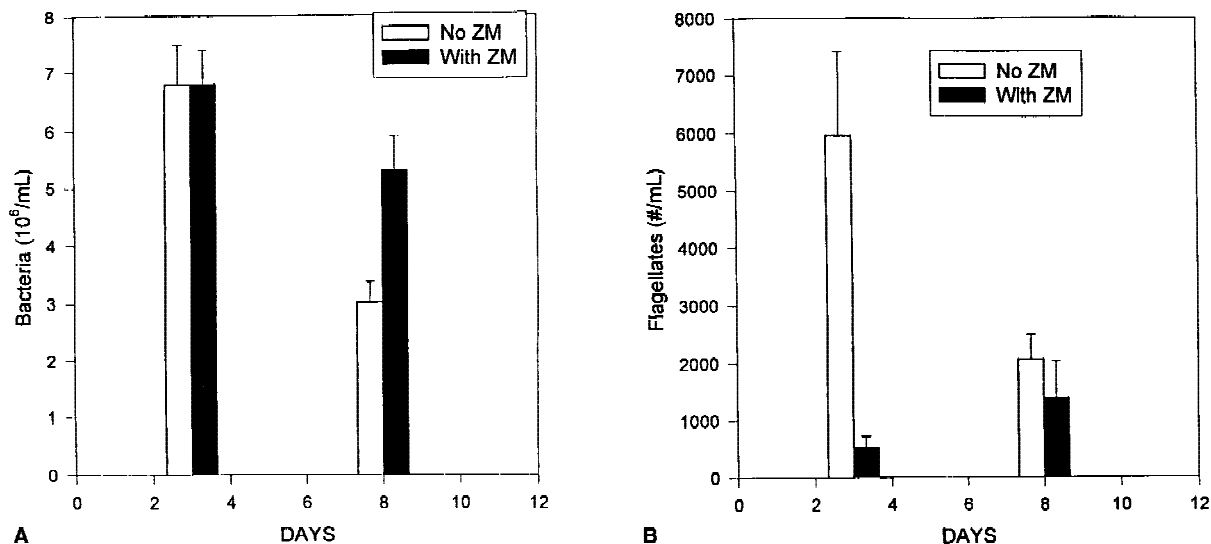 8
7
6
5
4
3
2
1
0
Bacteria (10⁶/mL)
No ZM
With ZM
0 2 4 6 8 10 12
DAYS
A
8000
7000
6000
5000
4000
3000
2000
1000
0
Flagellates (#/mL)
No ZM
With ZM
0 2 4 6 8 10 12
DAYS
B